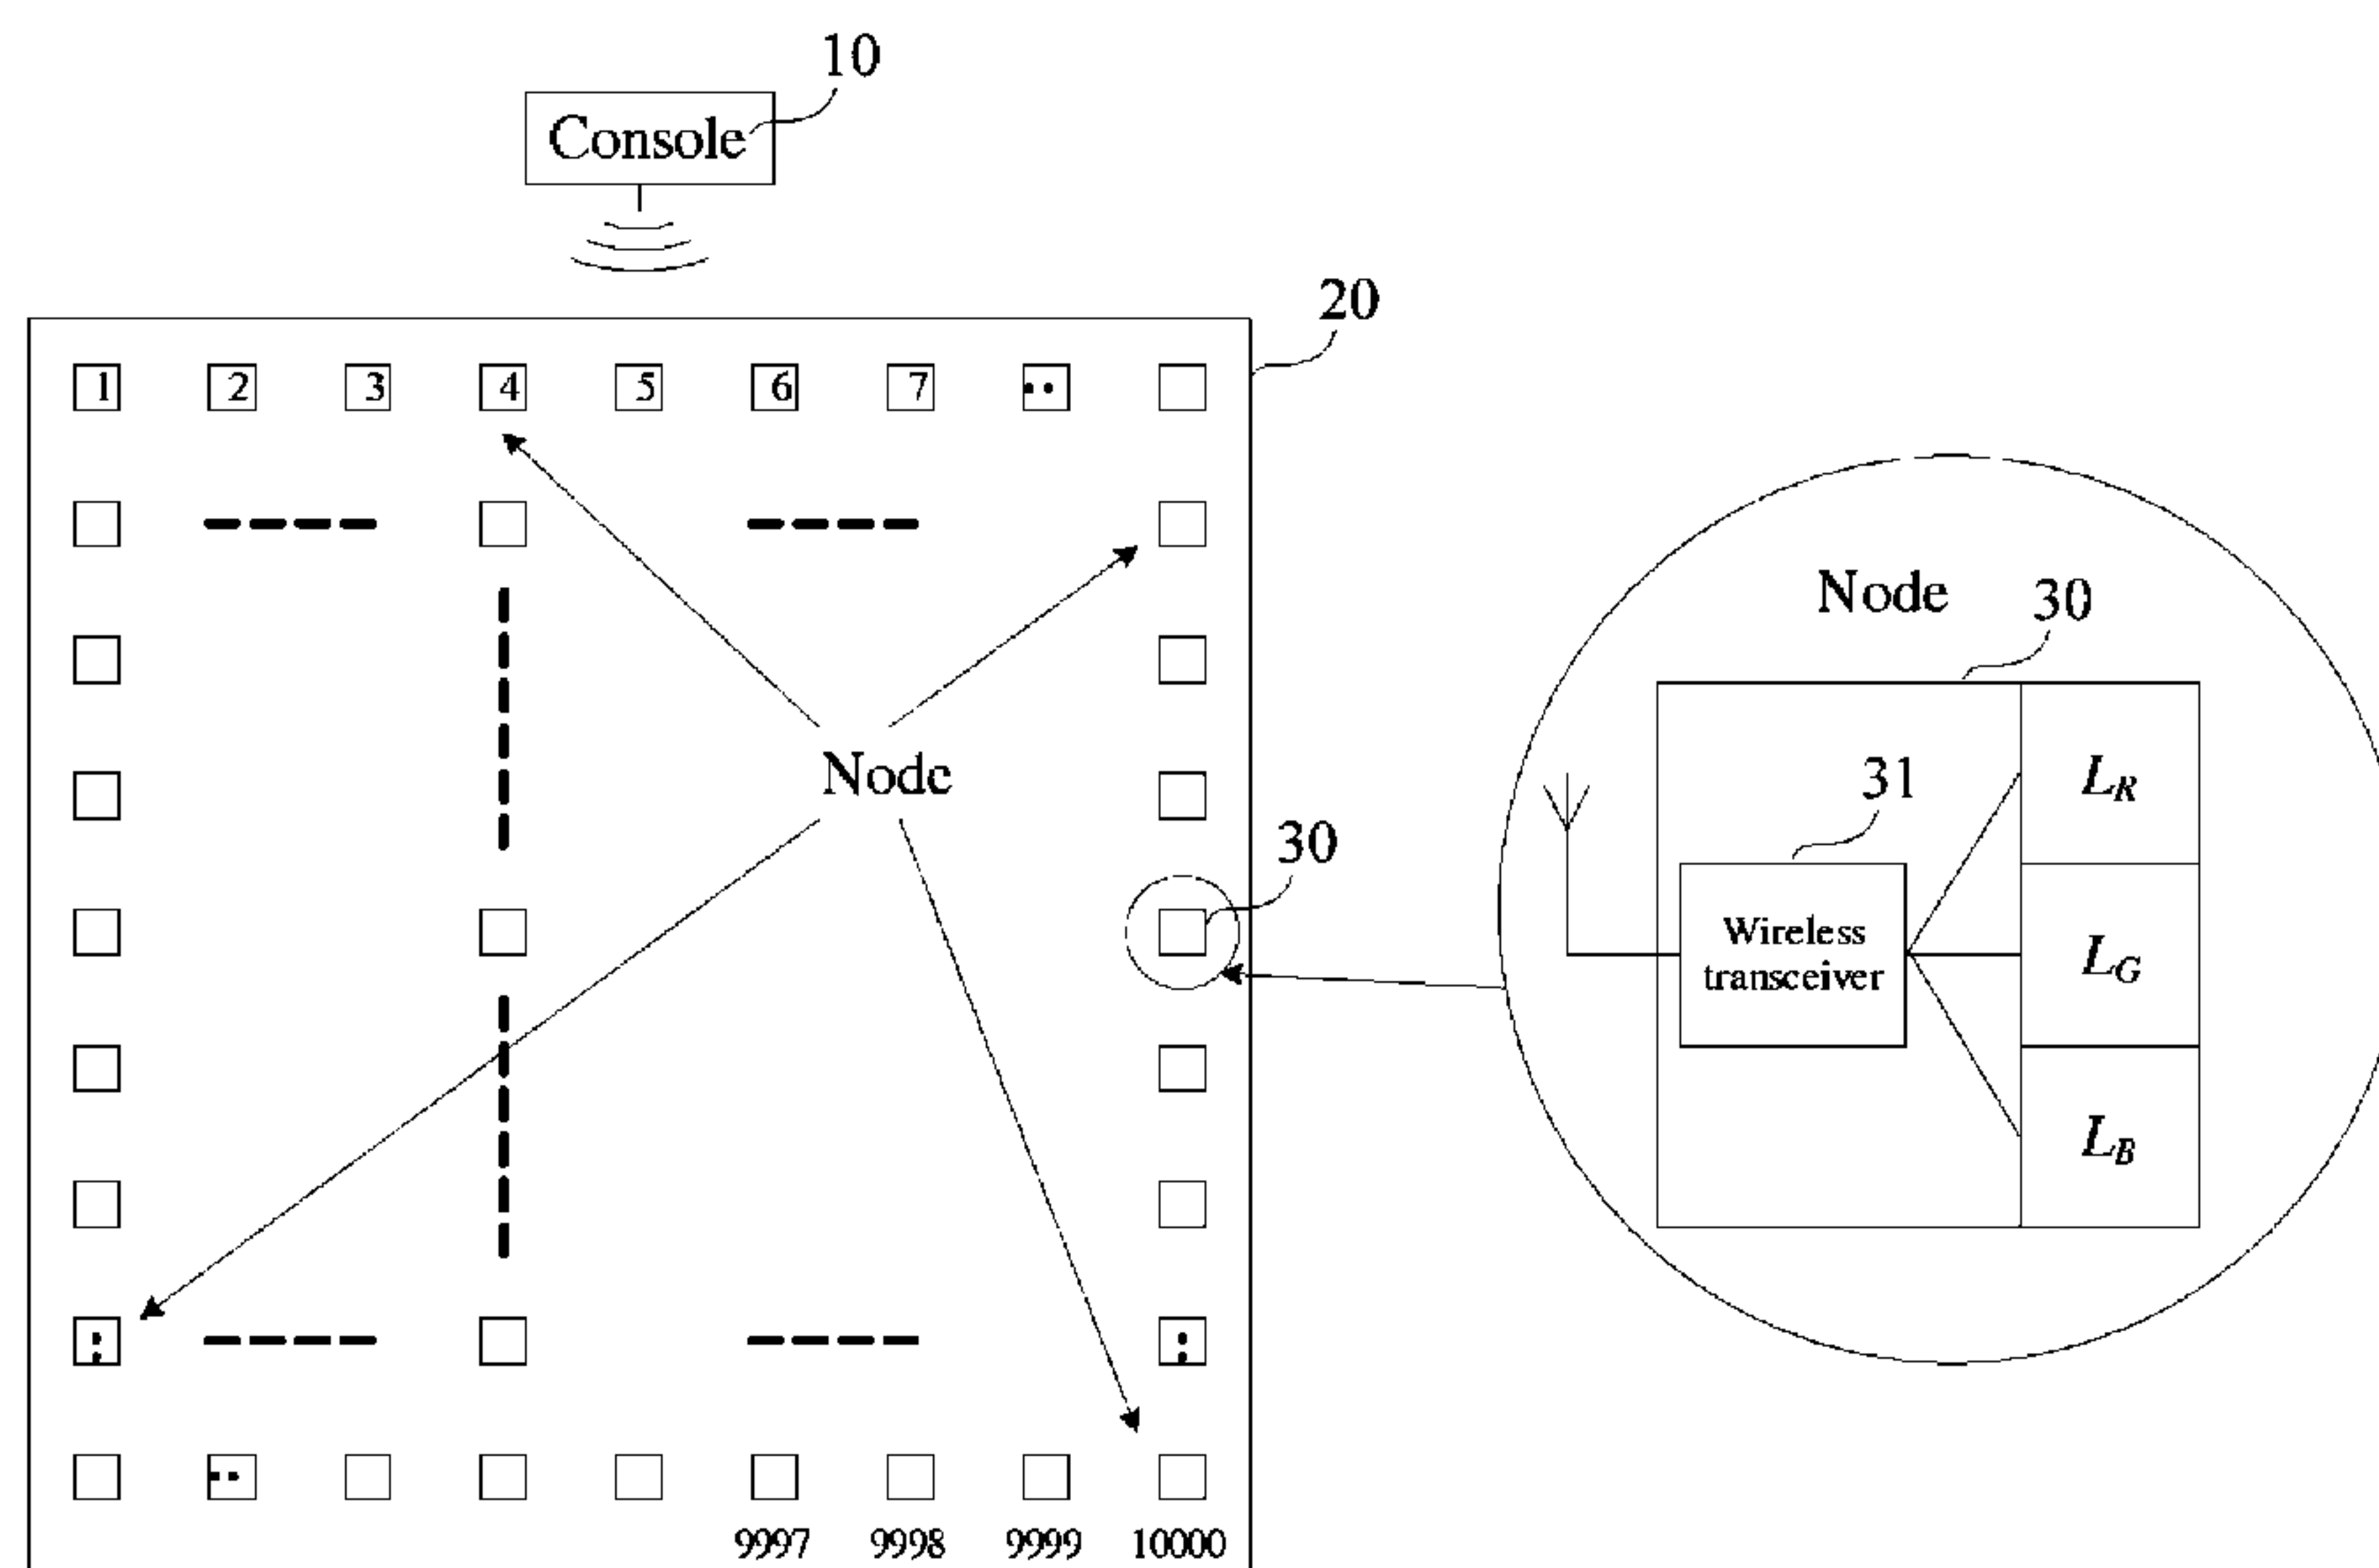 10
Console
20
1 2 3 4 5 6 7 ..
Node
30
31
Node
30
Wireless
transceiver
LR
LG
LB
:
:
..
9997 9998 9999 10000